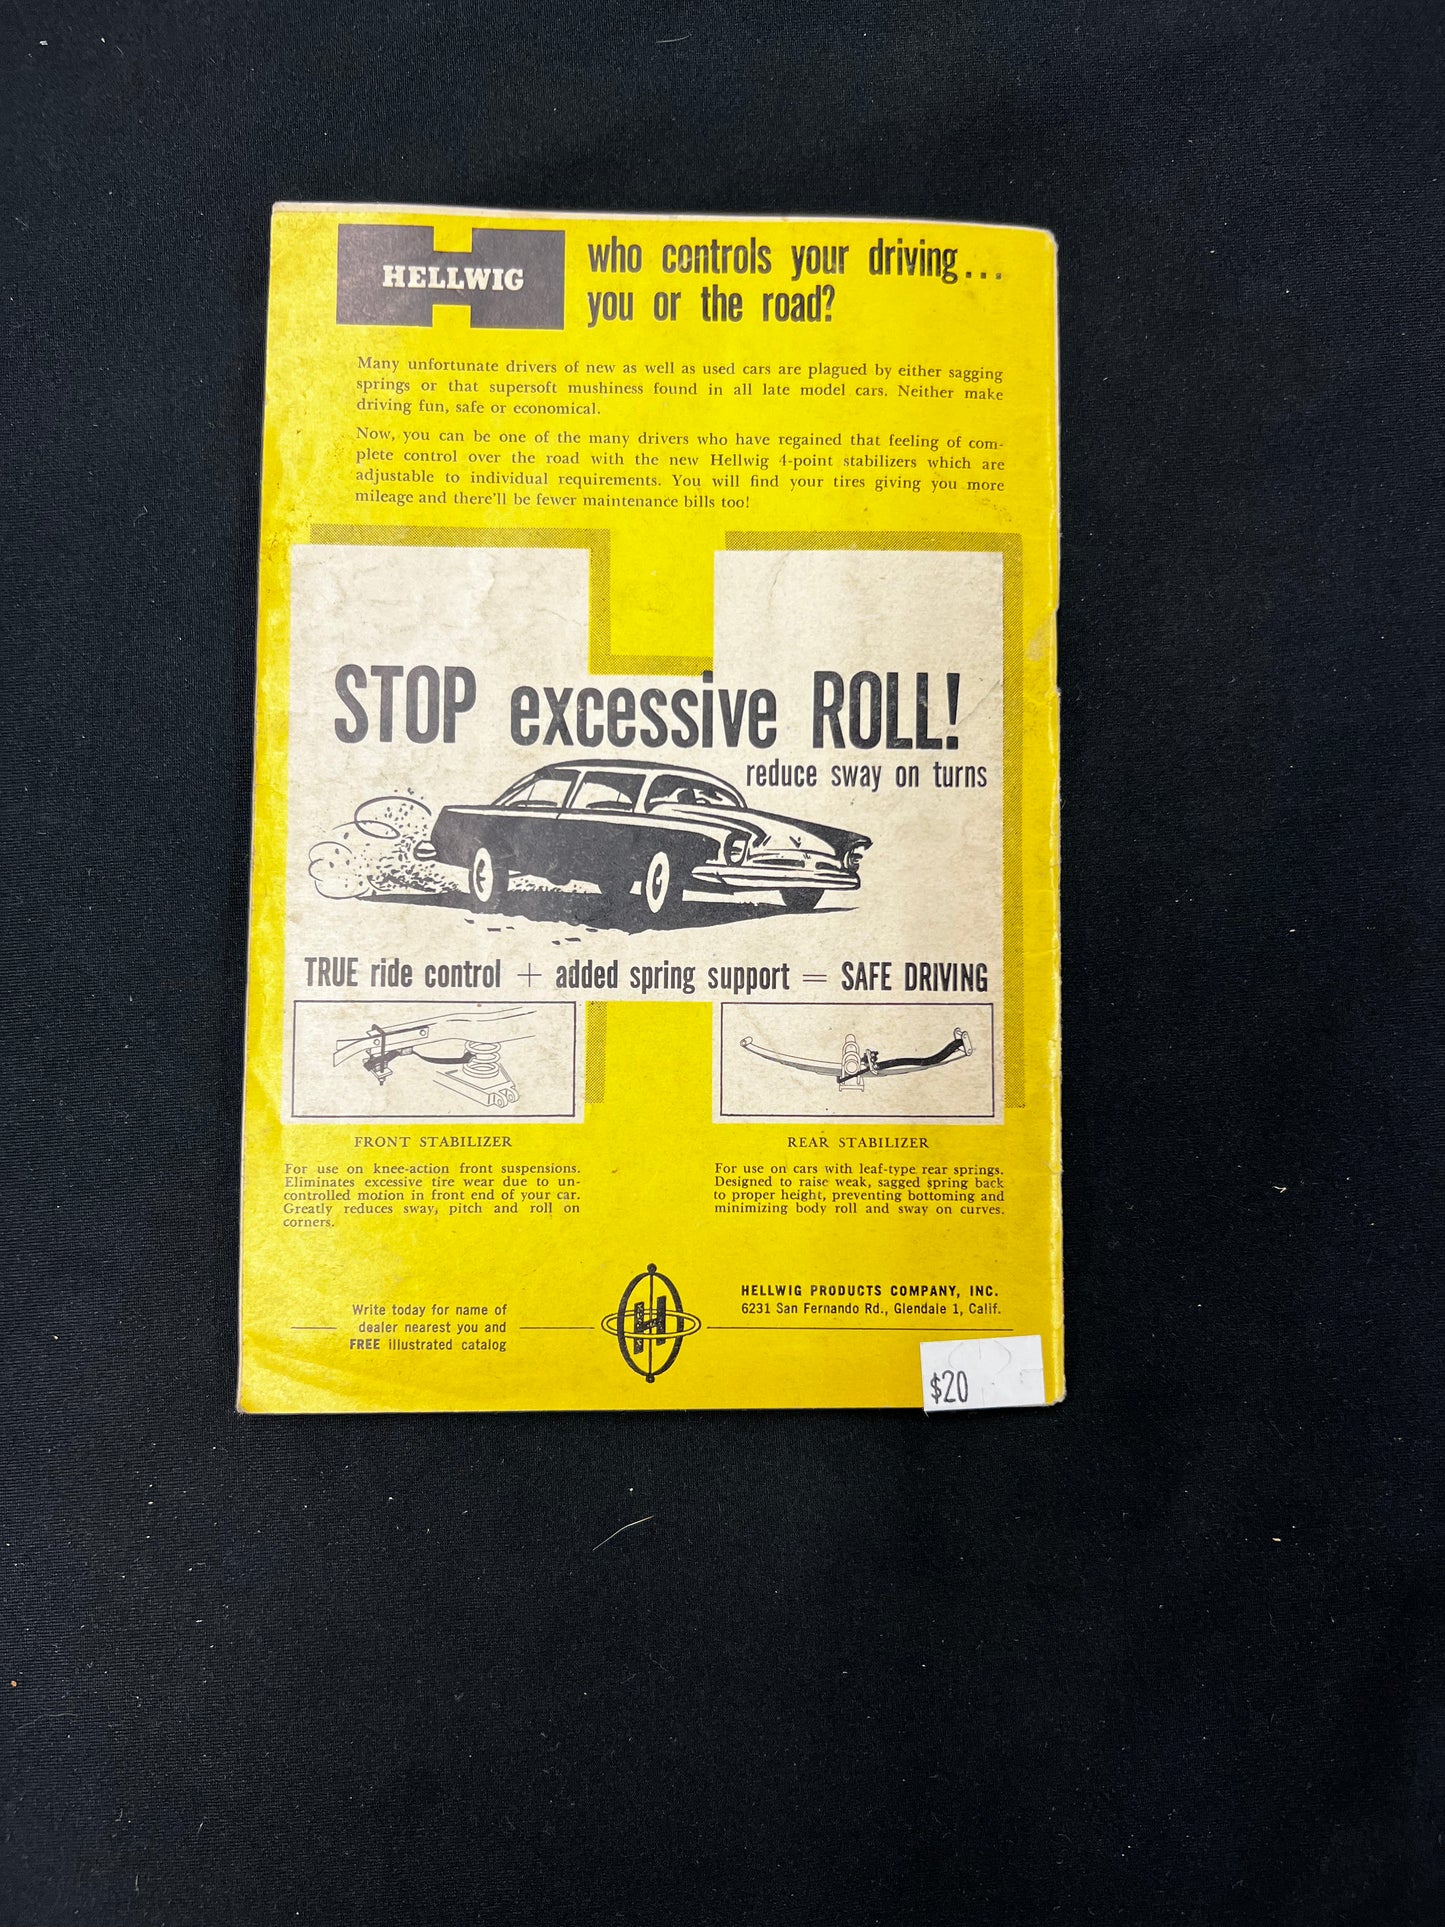 HELLWIG
who controls your driving...
you or the road?
Many unfortunate drivers of new as well as used cars are plagued by either sagging
springs or that supersoft mushiness found in all late model cars. Neither make
driving fun, safe or economical.
Now, you can be one of the many drivers who have regained that feeling of com-
plete control over the road with the new Hellwig 4-point stabilizers which are
adjustable to individual requirements. You will find your tires giving you more
mileage and there'll be fewer maintenance bills too!
STOP excessive ROLL!
reduce sway on turns
TRUE ride control + added spring support = SAFE DRIVING
FRONT STABILIZER
For use on knee-action front suspensions.
Eliminates excessive tire wear due to un-
controlled motion in front end of your car.
Greatly reduces sway, pitch and roll on
corners.
REAR STABILIZER
For use on cars with leaf-type rear springs.
Designed to raise weak, sagged spring back
to proper height, preventing bottoming and
minimizing body roll and sway on curves.
Write today for name of
dealer nearest you and
FREE illustrated catalog
H
HELLWIG PRODUCTS COMPANY, INC.
6231 San Fernando Rd., Glendale 1, Calif.
$20